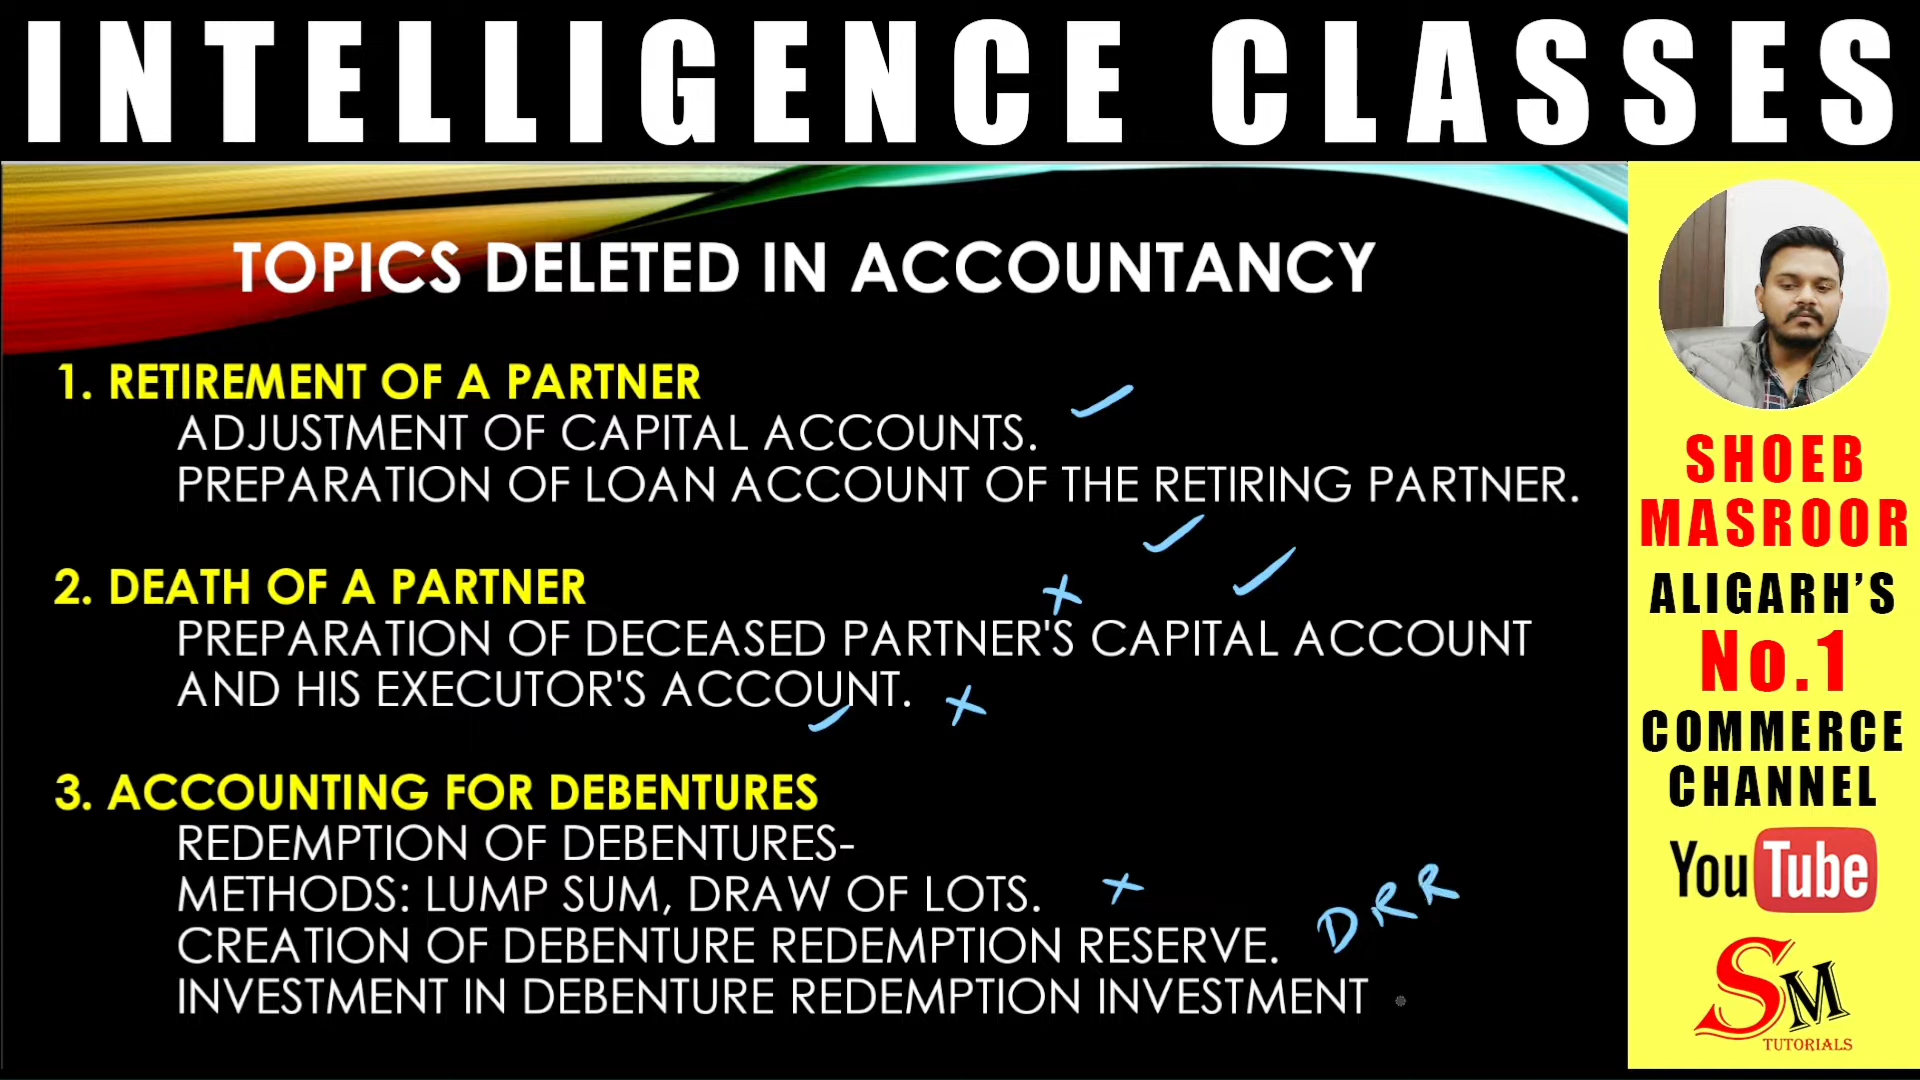 INTELLIGENCE CLASSES
TOPICS DELETED IN ACCOUNTANCY
1. RETIREMENT OF A PARTNER
ADJUSTMENT OF CAPITAL ACCOUNTS.
PREPARATION OF LOAN ACCOUNT OF THE RETIRING PARTNER.
2. DEATH OF A PARTNER
PREPARATION OF DECEASED PARTNER'S CAPITAL ACCOUNT
AND HIS EXECUTOR'S ACCOUNT.
3. ACCOUNTING FOR DEBENTURES
REDEMPTION OF DEBENTURES-
METHODS: LUMP SUM, DRAW OF LOTS.
CREATION OF DEBENTURE REDEMPTION RESERVE.
DRR
INVESTMENT IN DEBENTURE REDEMPTION INVESTMENT
SHOEB
MASROOR
ALIGARH'S
No.1
COMMERCE
CHANNEL
YouTube
SM
TUTORIALS